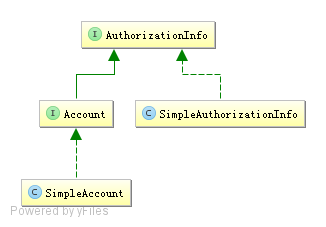 I AuthorizationInfo
I Account
C SimpleAuthorizationInfo
C SimpleAccount
Powered by yFiles